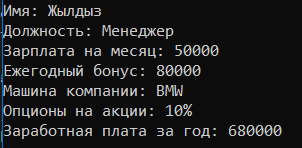 Имя: Жылдыз
Должность: Менеджер
Зарплата на месяц: 50000
Ежегодный бонус: 80000
Машина компании: BMW
Опционы на акции: 10%
Заработная плата за год: 680000